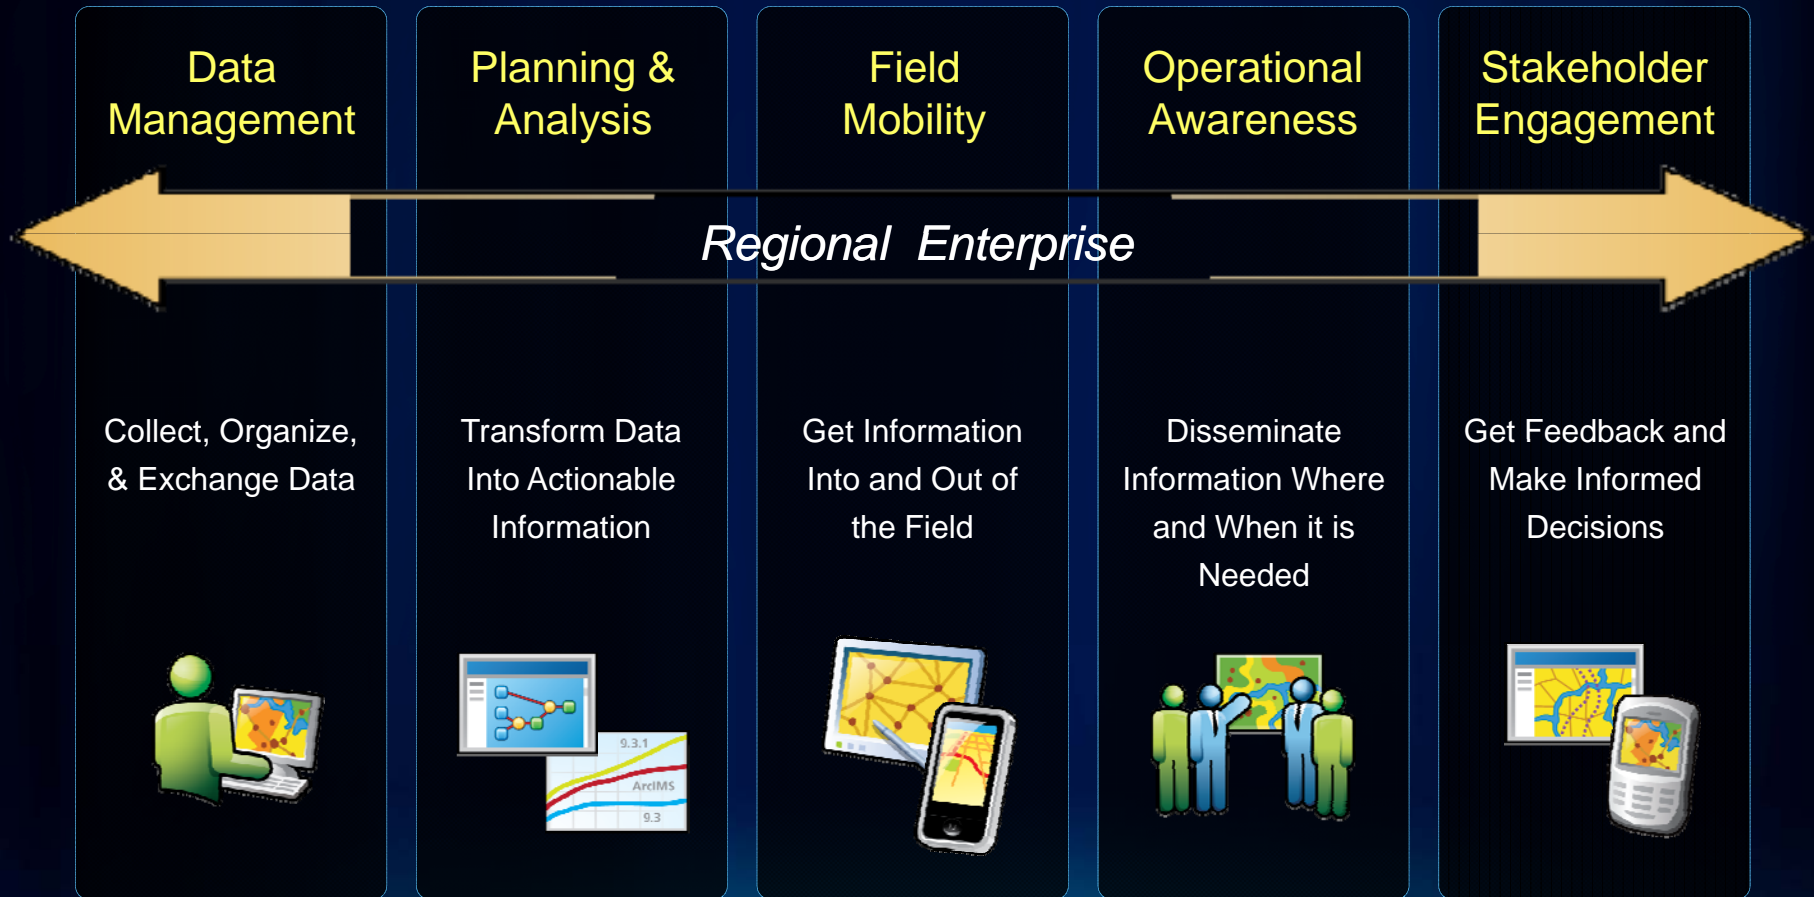 Data
Management
Planning &
Analysis
Field
Mobility
Operational
Awareness
Stakeholder
Engagement
Regional Enterprise
Collect, Organize,
& Exchange Data
Transform Data
Into Actionable
Information
Get Information
Into and Out of
the Field
Disseminate
Information Where
and When it is
Needed
Get Feedback and
Make Informed
Decisions
9.3.1
ArcIMS
9.3